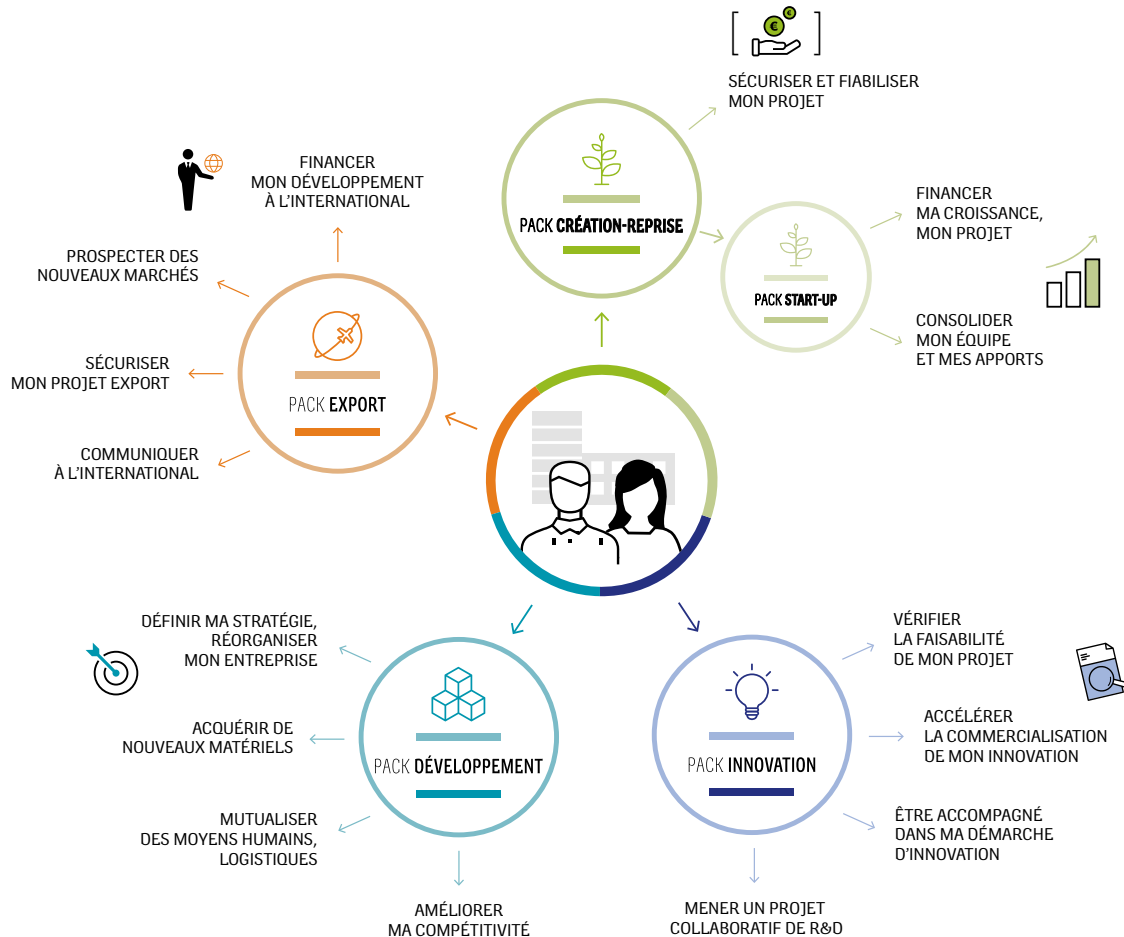 €
€
SÉCURISER ET FIABILISER
MON PROJET
PACK CRÉATION-REPRISE
FINANCER
MA CROISSANCE,
MON PROJET
PACK START-UP
CONSOLIDER
MON ÉQUIPE
ET MES APPORTS
FINANCER
MON DÉVELOPPEMENT
À L'INTERNATIONAL
PROSPECTER DES
NOUVEAUX MARCHÉS
SÉCURISER
MON PROJET EXPORT
PACK EXPORT
COMMUNIQUER
À L'INTERNATIONAL
DÉFINIR MA STRATÉGIE,
RÉORGANISER
MON ENTREPRISE
ACQUÉRIR DE
NOUVEAUX MATÉRIELS
PACK DÉVELOPPEMENT
MUTUALISER
DES MOYENS HUMAINS,
LOGISTIQUES
AMÉLIORER
MA COMPÉTITIVITÉ
VÉRIFIER
LA FAISABILITÉ
DE MON PROJET
PACK INNOVATION
ACCÉLÉRER
LA COMMERCIALISATION
DE MON INNOVATION
ÊTRE ACCOMPAGNÉ
DANS MA DÉMARCHE
D'INNOVATION
MENER UN PROJET
COLLABORATIF DE R&D